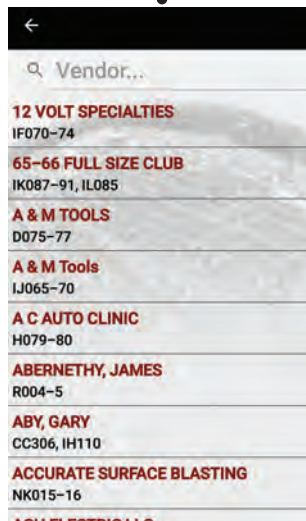 Vendor...
12 VOLT SPECIALTIES
IF070–74
65–66 FULL SIZE CLUB
IK087–91, IL085
A & M TOOLS
D075–77
A & M Tools
IJ065–70
A C AUTO CLINIC
H079–80
ABERNETHY, JAMES
R004–5
ABY, GARY
CC306, IH110
ACCURATE SURFACE BLASTING
NK015–16